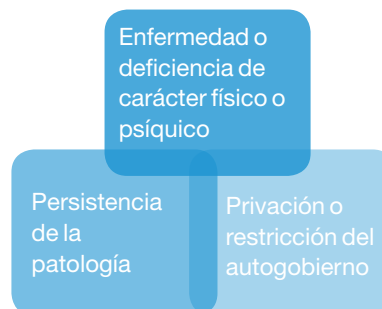 Enfermedad o
deficiencia de
carácter físico o
psíquico
Persistencia
de la
patología
Privación o
restricción del
autogobierno